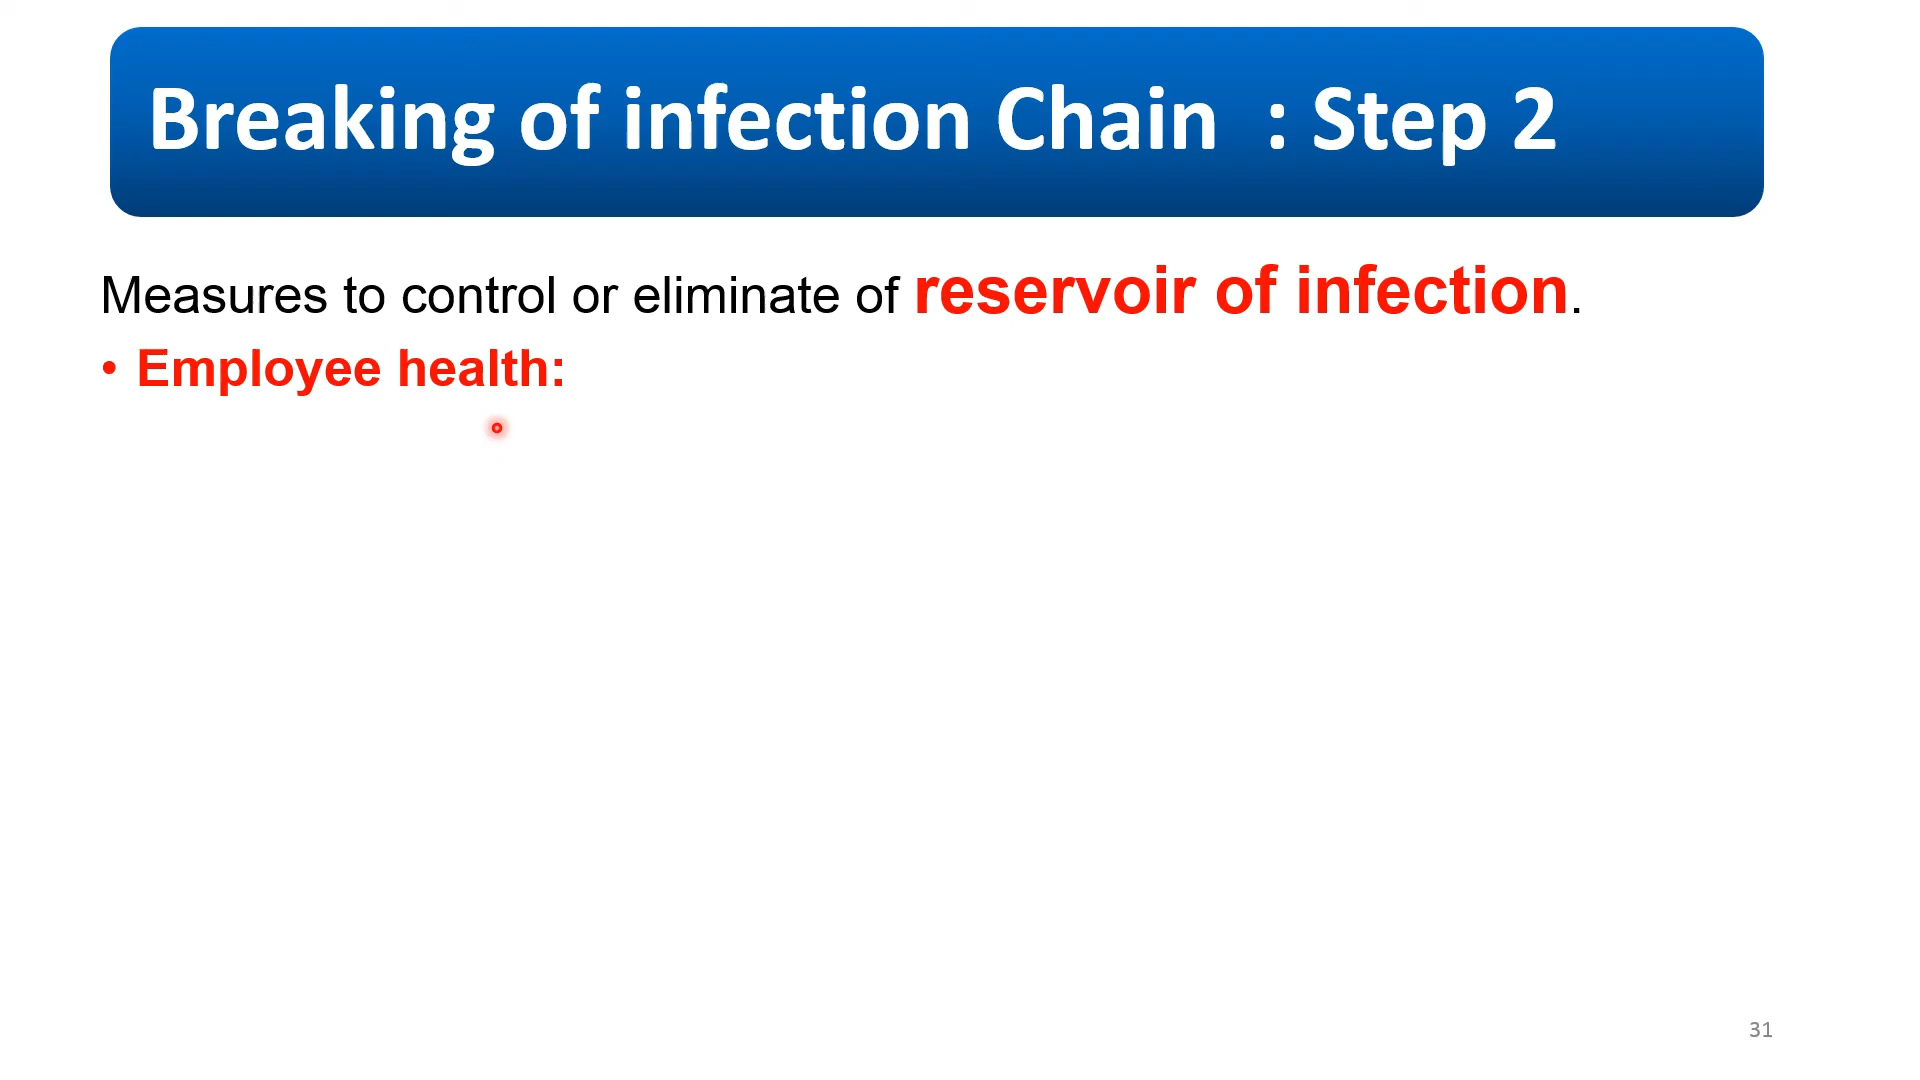 Breaking of infection Chain  : Step 2
Measures to control or eliminate of reservoir of infection.
• Employee health:
31